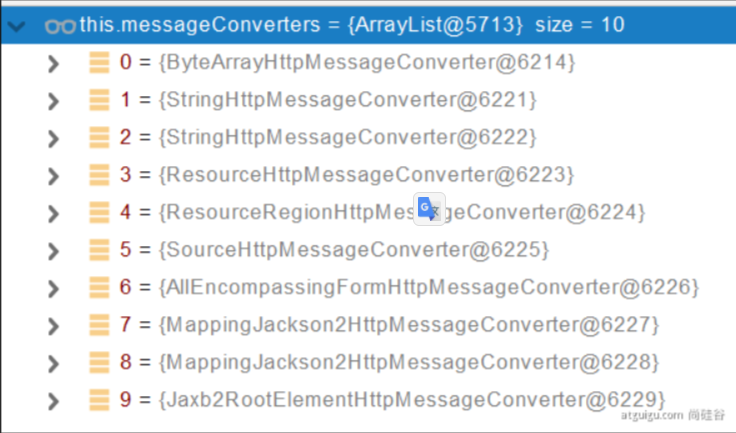 this.messageConverters = {ArrayList@5713} size = 10
0 = {ByteArrayHttpMessageConverter@6214}
1 = {StringHttpMessageConverter@6221}
2 = {StringHttpMessageConverter@6222}
3 = {ResourceHttpMessageConverter@6223}
4 = {ResourceRegionHttpMes geConverter@6224}
5 = {SourceHttpMessageConverter@6225}
6 = {AllEncompassingFormHttpMessageConverter@6226}
7 = {MappingJackson2HttpMessageConverter@6227}
8 = {MappingJackson2HttpMessageConverter@6228}
9 = {Jaxb2RootElementHttpMessageConverter@6229}
atguigu.com 尚硅谷